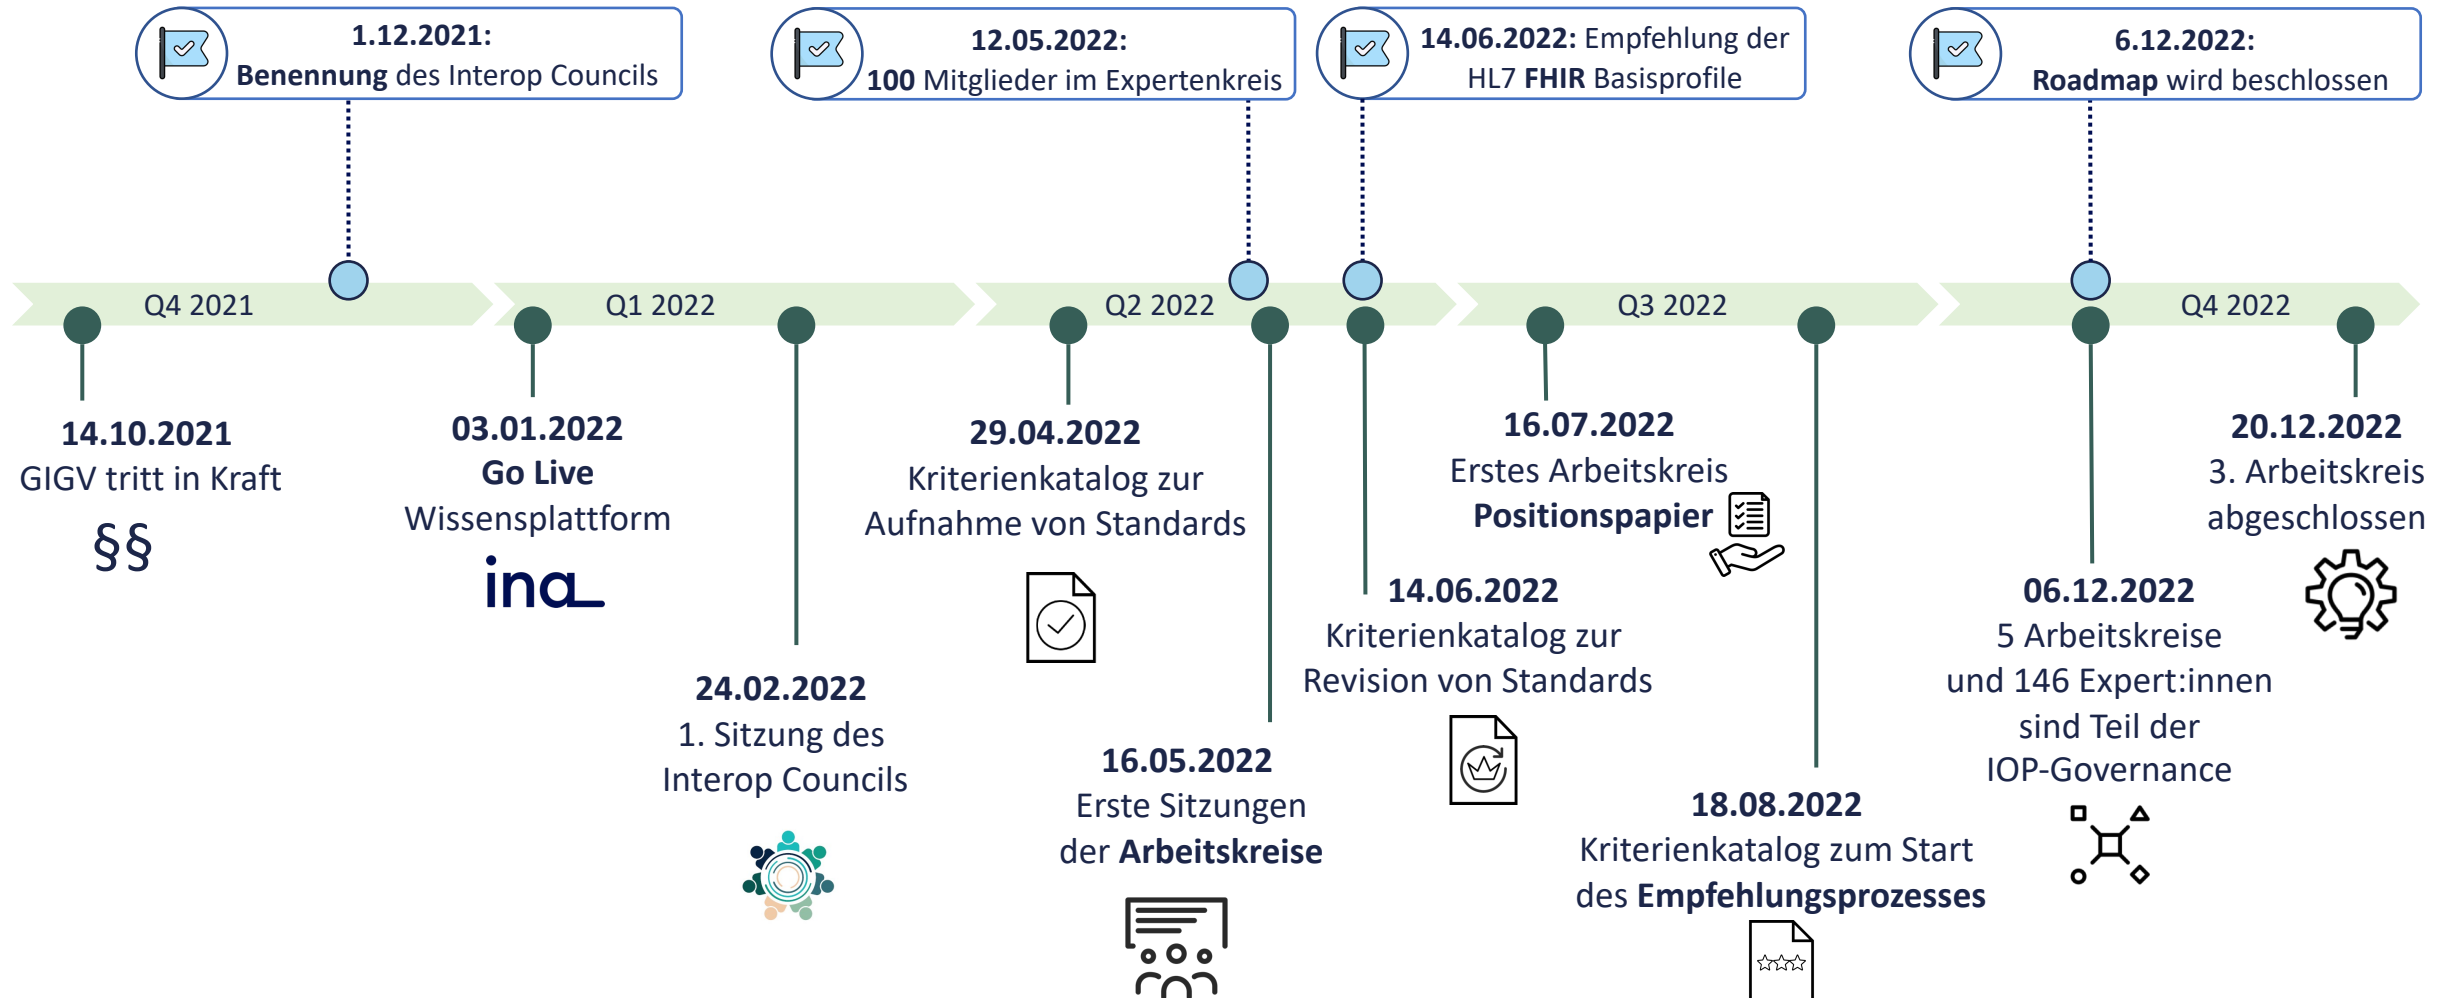 1.12.2021:
Benennung des Interop Councils
12.05.2022:
100 Mitglieder im Expertenkreis
14.06.2022: Empfehlung der
HL7 FHIR Basisprofile
6.12.2022:
Roadmap wird beschlossen
Q4 2021
Q1 2022
Q2 2022
Q3 2022
Q4 2022
14.10.2021
GIGV tritt in Kraft
§§
03.01.2022
Go Live
Wissensplattform
ina_
24.02.2022
1. Sitzung des
Interop Councils
29.04.2022
Kriterienkatalog zur
Aufnahme von Standards
16.05.2022
Erste Sitzungen
der Arbeitskreise
14.06.2022
Kriterienkatalog zur
Revision von Standards
16.07.2022
Erstes Arbeitskreis
Positionspapier
18.08.2022
Kriterienkatalog zum Start
des Empfehlungsprozesses
06.12.2022
5 Arbeitskreise
und 146 Expert:innen
sind Teil der
IOP-Governance
20.12.2022
3. Arbeitskreis
abgeschlossen